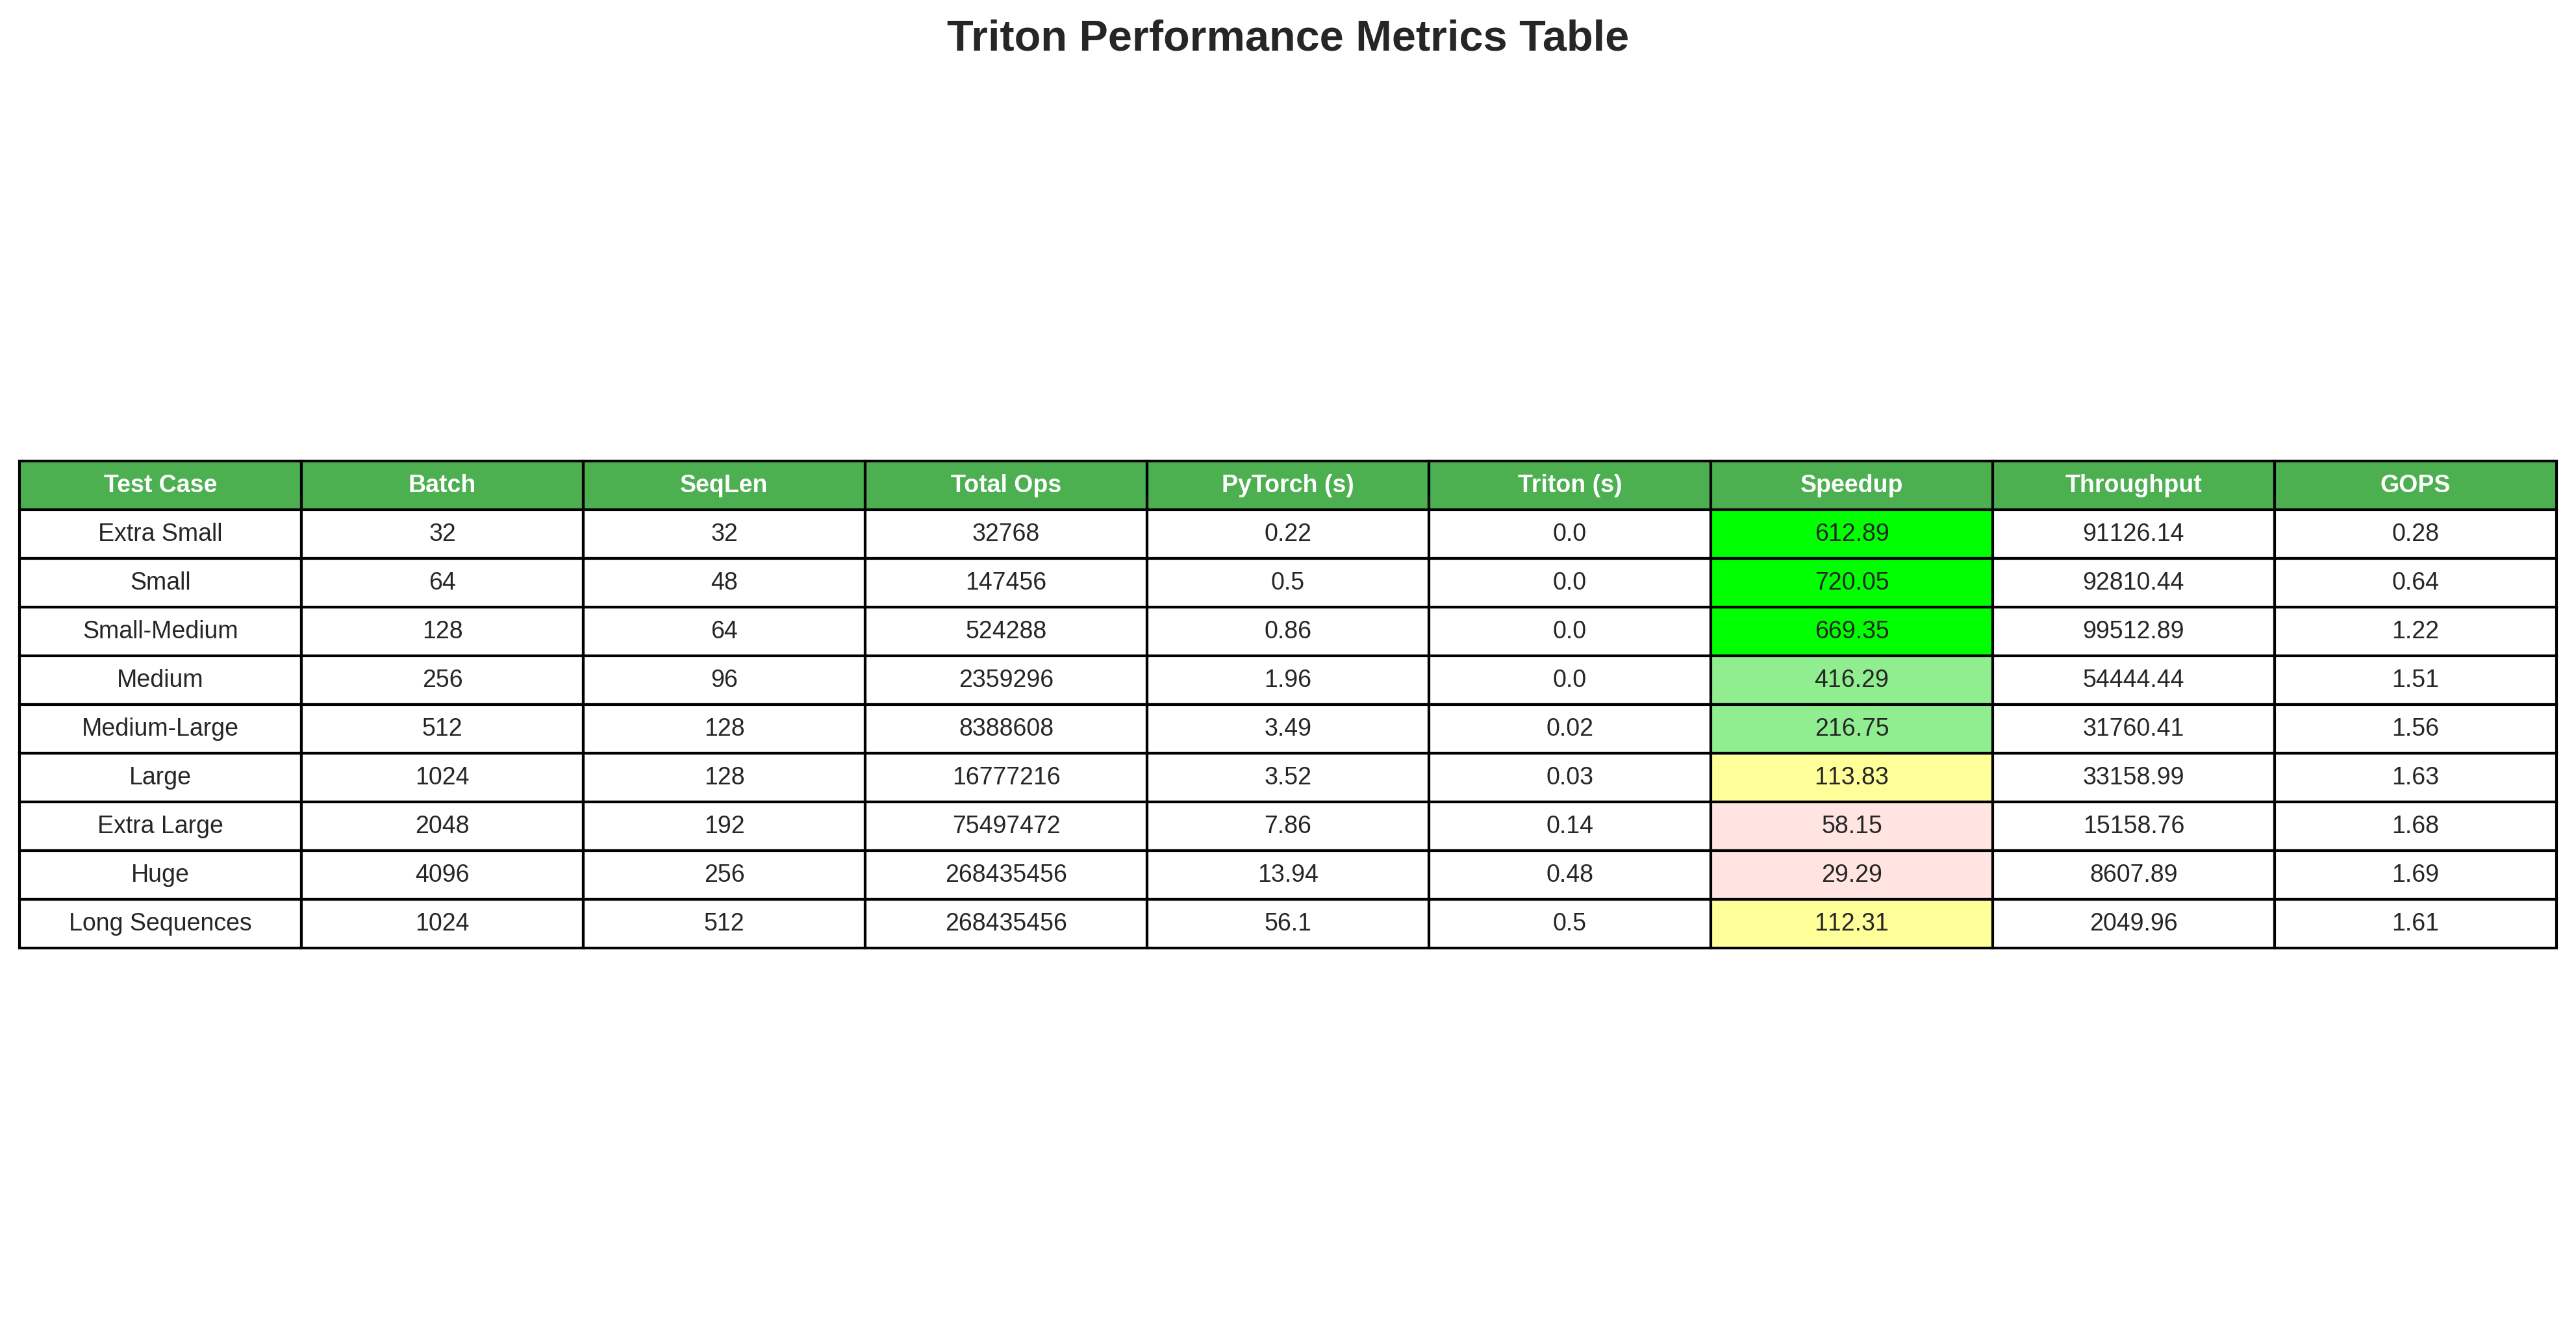 Triton Performance Metrics Table
Test Case Batch SeqLen Total Ops PyTorch (s) Triton (s) Speedup Throughput GOPS
Extra Small 32 32 32768 0.22 0.0 612.89 91126.14 0.28
Small 64 48 147456 0.5 0.0 720.05 92810.44 0.64
Small-Medium 128 64 524288 0.86 0.0 669.35 99512.89 1.22
Medium 256 96 2359296 1.96 0.0 416.29 54444.44 1.51
Medium-Large 512 128 8388608 3.49 0.02 216.75 31760.41 1.56
Large 1024 128 16777216 3.52 0.03 113.83 33158.99 1.63
Extra Large 2048 192 75497472 7.86 0.14 58.15 15158.76 1.68
Huge 4096 256 268435456 13.94 0.48 29.29 8607.89 1.69
Long Sequences 1024 512 268435456 56.1 0.5 112.31 2049.96 1.61